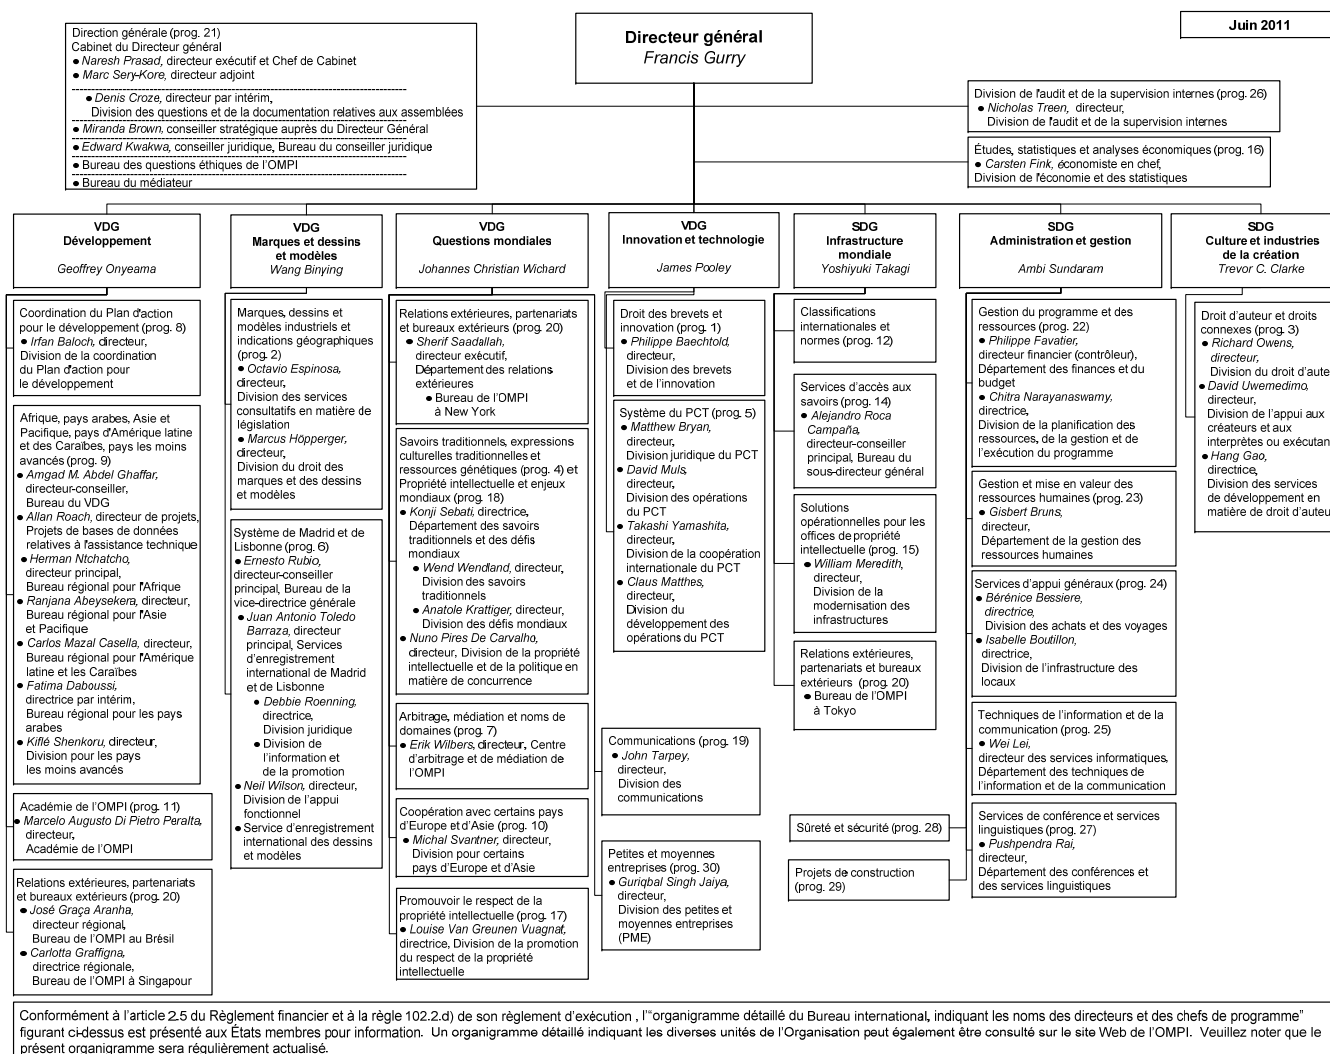 Directeur général
Francis Gurry
Juin 2011
Direction générale (prog. 21)
Cabinet du Directeur général
● Naresh Prasad, directeur exécutif et Chef de Cabinet
● Marc Sery-Kore, directeur adjoint
● Denis Croze, directeur par intérim,
Division des questions et de la documentation relatives aux assemblées
● Miranda Brown, conseiller stratégique auprès du Directeur Général
● Edward Kwakwa, conseiller juridique, Bureau du conseiller juridique
● Bureau des questions éthiques de l'OMPI
● Bureau du médiateur
Division de l'audit et de la supervision internes (prog. 26)
● Nicholas Treen, directeur,
Division de l'audit et de la supervision internes
Études, statistiques et analyses économiques (prog. 16)
● Carsten Fink, économiste en chef,
Division de l'économie et des statistiques
VDG
Développement
Geoffrey Onyeama
Coordination du Plan d'action
pour le développement (prog. 8)
● Irfan Baloch, directeur,
Division de la coordination
du Plan d'action pour
le développement
Afrique, pays arabes, Asie et
Pacifique, pays d'Amérique latine
et des Caraïbes, pays les moins
avancés (prog. 9)
● Amgad M. Abdel Ghaffar,
directeur-conseiller,
Bureau du VDG
● Allan Roach, directeur de projets,
Projets de bases de données
relatives à l'assistance technique
● Herman Ntchatcho,
directeur principal,
Bureau régional pour l'Afrique
● Ranjana Abeysekera, directeur,
Bureau régional pour l'Asie
et Pacifique
● Carlos Mazal Casella, directeur,
Bureau régional pour l'Amérique
latine et les Caraïbes
● Fatima Daboussi,
directrice par intérim,
Bureau régional pour les pays
arabes
● Kiflé Shenkoru, directeur,
Division pour les pays
les moins avancés
Académie de l'OMPI (prog. 11)
● Marcelo Augusto Di Pietro Peralta,
directeur,
Académie de l'OMPI
Relations extérieures, partenariats
et bureaux extérieurs (prog. 20)
● José Graça Aranha,
directeur régional,
Bureau de l'OMPI au Brésil
● Carlotta Graffigna,
directrice régionale,
Bureau de l'OMPI à Singapour
VDG
Marques et dessins
et modèles
Wang Binying
Marques, dessins et
modèles industriels et
indications géographiques
(prog. 2)
● Octavio Espinosa,
directeur,
Division des services
consultatifs en matière de
législation
● Marcus Höpperger,
directeur,
Division du droit des
marques et des dessins
et modèles
Système de Madrid et de
Lisbonne (prog. 6)
● Ernesto Rubio,
directeur-conseiller
principal, Bureau de la
vice-directrice générale
● Juan Antonio Toledo
Barraza, directeur
principal, Services
d'enregistrement
international de Madrid
et de Lisbonne
● Debbie Roenning,
directrice,
Division juridique
● Division de
l'information et
de la promotion
● Neil Wilson, directeur,
Division de l'appui
fonctionnel
● Service d'enregistrement
international des dessins
et modèles
VDG
Questions mondiales
Johannes Christian Wichard
Relations extérieures, partenariats
et bureaux extérieurs (prog. 20)
● Sherif Saadallah,
directeur exécutif,
Département des relations
extérieures
● Bureau de l'OMPI
à New York
Savoirs traditionnels, expressions
culturelles traditionnelles et
ressources génétiques (prog. 4) et
Propriété intellectuelle et enjeux
mondiaux (prog. 18)
● Konji Sebati, directrice,
Département des savoirs
traditionnels et des défis
mondiaux
● Wend Wendland, directeur,
Division des savoirs
traditionnels
● Anatole Krattiger, directeur,
Division des défis mondiaux
● Nuno Pires De Carvalho,
directeur, Division de la propriété
intellectuelle et de la politique en
matière de concurrence
Arbitrage, médiation et noms de
domaines (prog. 7)
● Erik Wilbers, directeur, Centre
d'arbitrage et de médiation de
l'OMPI
Coopération avec certains pays
d'Europe et d'Asie (prog. 10)
● Michal Svantner, directeur,
Division pour certains
pays d'Europe et d'Asie
Promouvoir le respect de la
propriété intellectuelle (prog. 17)
● Louise Van Greunen Vuagnat,
directrice, Division de la promotion
du respect de la propriété
intellectuelle
VDG
Innovation et technologie
James Pooley
Droit des brevets et
innovation (prog. 1)
● Philippe Baechtold,
directeur,
Division des brevets
et de l'innovation
Système du PCT (prog. 5)
● Matthew Bryan,
directeur,
Division juridique du PCT
● David Muls,
directeur,
Division des opérations
du PCT
● Takashi Yamashita,
directeur,
Division de la coopération
internationale du PCT
● Claus Matthes,
directeur,
Division du
développement des
opérations du PCT
Communications (prog. 19)
● John Tarpey,
directeur,
Division des
communications
Petites et moyennes
entreprises (prog. 30)
● Guriqbal Singh Jaiya,
directeur,
Division des petites et
moyennes entreprises
(PME)
SDG
Infrastructure
mondiale
Yoshiyuki Takagi
Classifications
internationales et
normes (prog. 12)
Services d'accès aux
savoirs (prog. 14)
● Alejandro Roca
Campaña,
directeur-conseiller
principal, Bureau du
sous-directeur général
Solutions
opérationnelles pour les
offices de propriété
intellectuelle (prog. 15)
● William Meredith,
directeur,
Division de la
modernisation des
infrastructures
Relations extérieures,
partenariats et bureaux
extérieurs (prog. 20)
● Bureau de l'OMPI
à Tokyo
Sûreté et sécurité (prog. 28)
Projets de construction
(prog. 29)
SDG
Administration et gestion
Ambi Sundaram
Gestion du programme et des
ressources (prog. 22)
● Philippe Favatier,
directeur financier (contrôleur),
Département des finances et du
budget
● Chitra Narayanaswamy,
directrice,
Division de la planification des
ressources, de la gestion et de
l'exécution du programme
Gestion et mise en valeur des
ressources humaines (prog. 23)
● Gisbert Bruns,
directeur,
Département de la gestion des
ressources humaines
Services d'appui généraux (prog. 24)
● Bérénice Bessiere,
directrice,
Division des achats et des voyages
● Isabelle Boutillon,
directrice,
Division de l'infrastructure des
locaux
Techniques de l'information et de la
communication (prog. 25)
● Wei Lei,
directeur des services informatiques,
Département des techniques de
l'information et de la communication
Services de conférence et services
linguistiques (prog. 27)
● Pushpendra Rai,
directeur,
Département des conférences et
des services linguistiques
SDG
Culture et industries
de la création
Trevor C. Clarke
Droit d'auteur et droits
connexes (prog. 3)
● Richard Owens,
directeur,
Division du droit d'aute
● David Uwemedimo,
directeur,
Division de l'appui aux
créateurs et aux
interprètes ou exécutan
● Hang Gao,
directrice,
Division des services
de développement en
matière de droit d'auteu
Conformément à l'article 2.5 du Règlement financier et à la règle 102.2.d) de son règlement d'exécution , l'"organigramme détaillé du Bureau international, indiquant les noms des directeurs et des chefs de programme"
figurant ci-dessus est présenté aux États membres pour information. Un organigramme détaillé indiquant les diverses unités de l'Organisation peut également être consulté sur le site Web de l'OMPI. Veuillez noter que le
présent organigramme sera régulièrement actualisé.